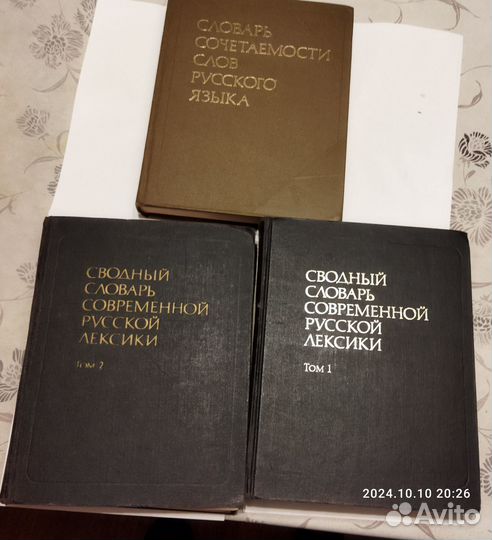 СЛОВАРЬ
СОЧЕТАЕМОСТИ
СЛОВ
РУССКОГО
ЯЗЫКА
СВОДНЫЙ
СЛОВАРЬ
СОВРЕМЕННОЙ
РУССКОЙ
ЛЕКСИКИ
Том 2
СВОДНЫЙ
СЛОВАРЬ
СОВРЕМЕННОЙ
РУССКОЙ
ЛЕКСИКИ
Том 1
2024.10.10 20:26
Avito